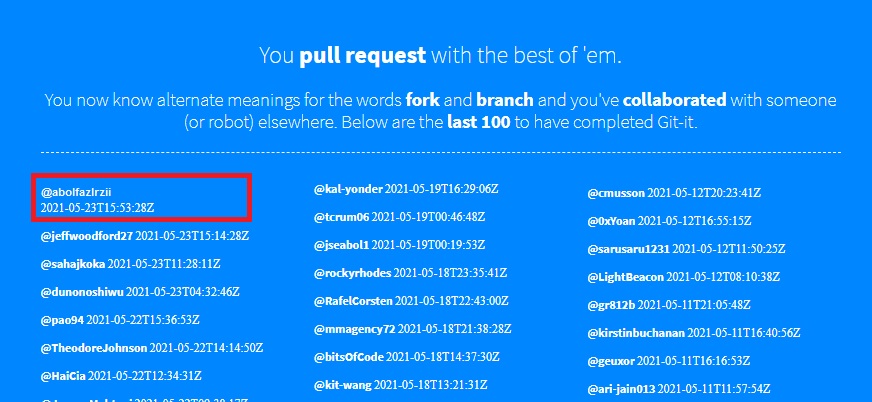 You pull request with the best of 'em.
You now know alternate meanings for the words fork and branch and you've collaborated with someone
(or robot) elsewhere. Below are the last 100 to have completed Git-it.
@abolfazlrzii
2021-05-23T15:53:28Z
@jeffwoodford27 2021-05-23T15:14:28Z
@sahajkoka 2021-05-23T11:28:11Z
@dunonoshiwu 2021-05-23T04:32:46Z
@pao94 2021-05-22T15:36:53Z
@TheodoreJohnson 2021-05-22T14:14:50Z
@HaiCia 2021-05-22T12:34:31Z
@kal-yonder 2021-05-19T16:29:06Z
@tcrum06 2021-05-19T00:46:48Z
@jseabol1 2021-05-19T00:19:53Z
@rockyrhodes 2021-05-18T23:35:41Z
@RafelCorsten 2021-05-18T22:43:00Z
@mmagency72 2021-05-18T21:38:28Z
@bitsOfCode 2021-05-18T14:37:30Z
@kit-wang 2021-05-18T13:21:31Z
@cmusson 2021-05-12T20:23:41Z
@0xYoan 2021-05-12T16:55:15Z
@sarusaru1231 2021-05-12T11:50:25Z
@LightBeacon 2021-05-12T08:10:38Z
@gr812b 2021-05-11T21:05:48Z
@kirstinbuchanan 2021-05-11T16:40:56Z
@geuxor 2021-05-11T16:16:53Z
@ari-jain013 2021-05-11T11:57:54Z